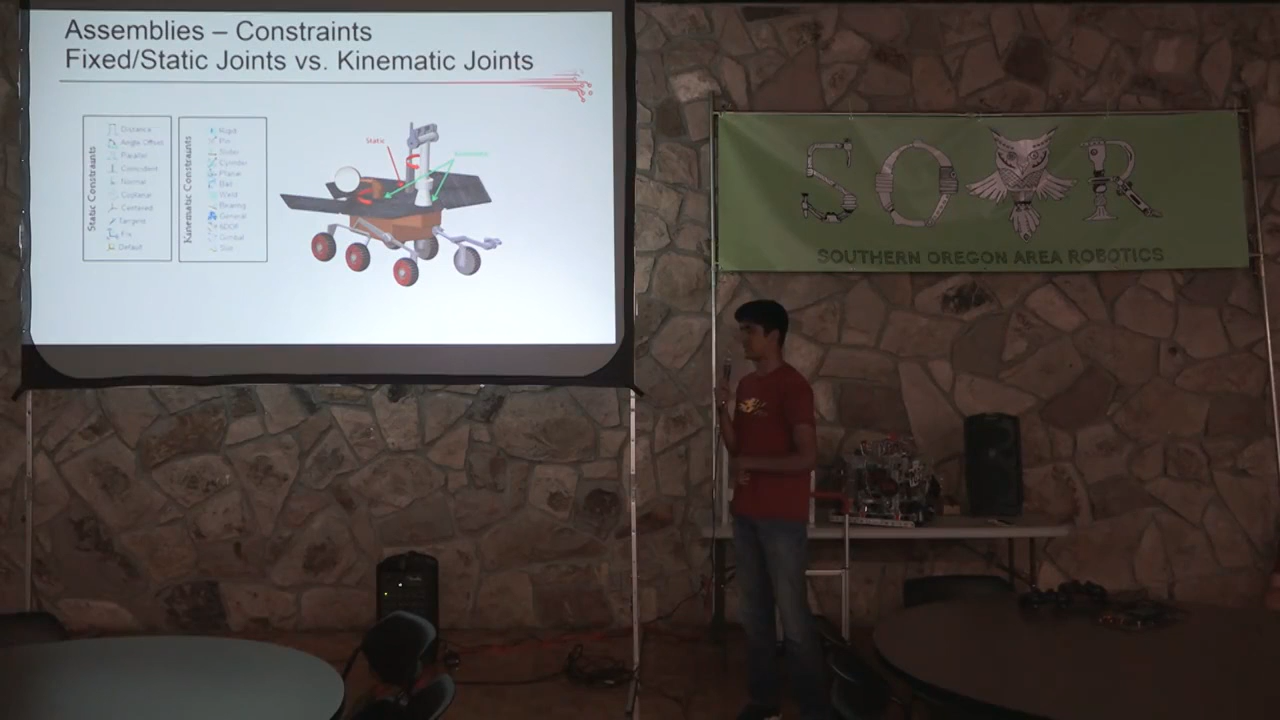 Assemblies – Constraints
Fixed/Static Joints vs. Kinematic Joints
Static Constraints
Distance
Angle Offset
Parallel
Coincident
Normal
Coplanar
Centered
Tangent
Fix
Default
Kinematic Constraints
Rigid
Pin
Slider
Cylinder
Planar
Ball
Weld
Bearing
General
6DOF
Gimbal
Slot
Static
Kinematic
SOAR
SOUTHERN OREGON AREA ROBOTICS